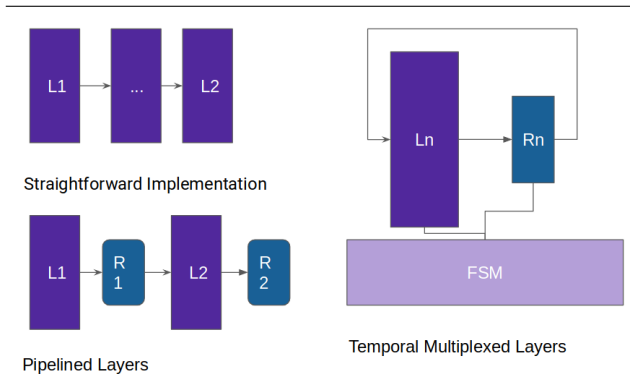 L1
...
L2
Straightforward Implementation
L1
R
1
L2
R
2
Pipelined Layers
Ln
Rn
FSM
Temporal Multiplexed Layers